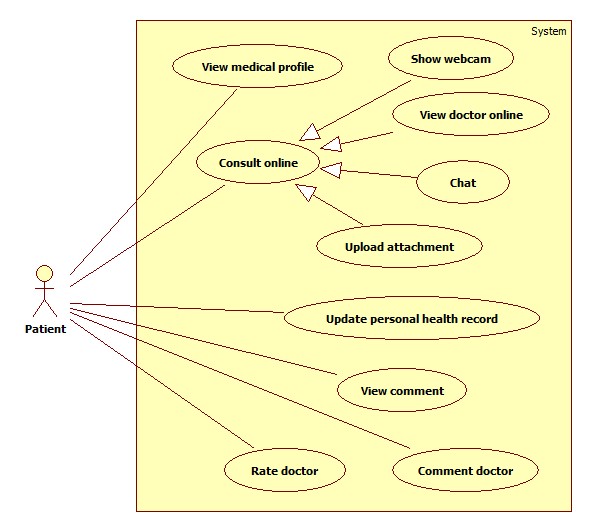 System
View medical profile
Show webcam
View doctor online
Consult online
Chat
Upload attachment
Patient
Update personal health record
View comment
Rate doctor
Comment doctor